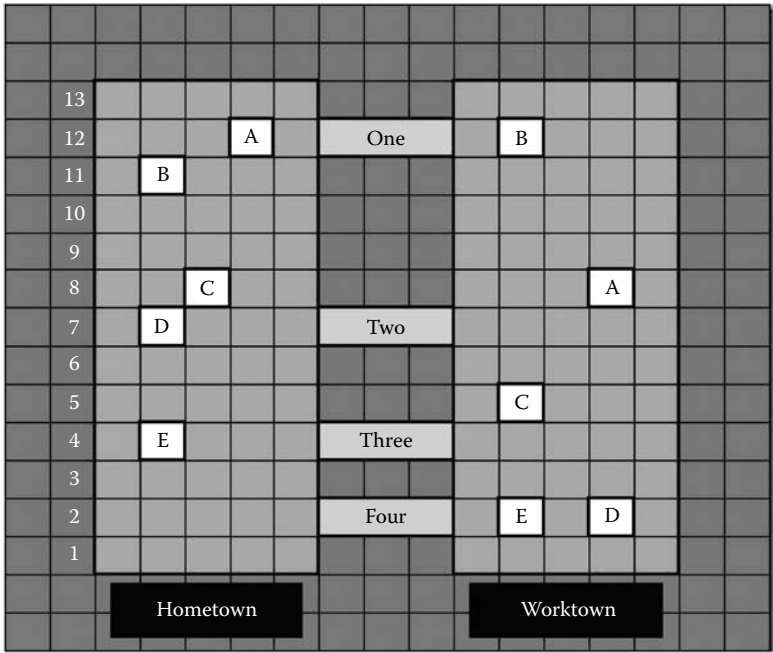 13
12 A One B
11 B
10
9
8 C A
7 D Two
6
5 C
4 E Three
3
2 Four E D
1
Hometown Worktown